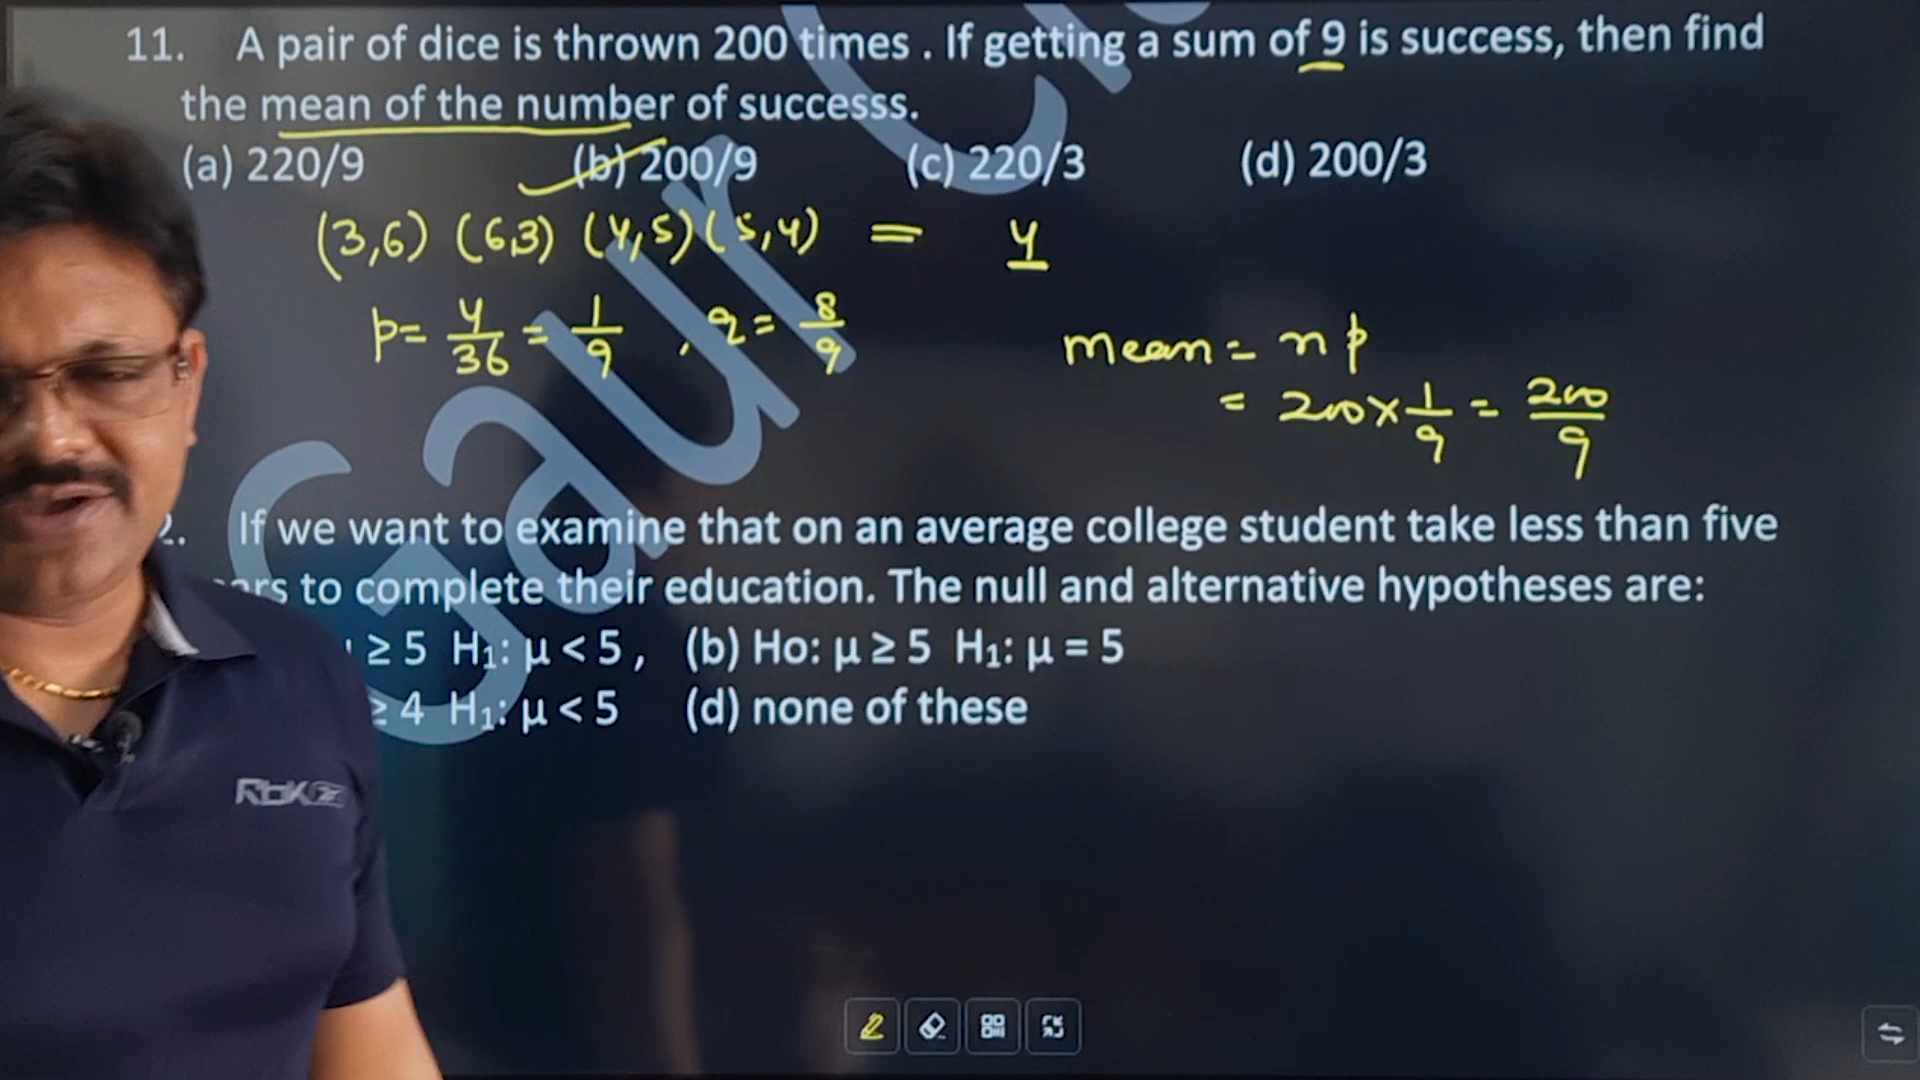 11. A pair of dice is thrown 200 times . If getting a sum of 9 is success, then find
the mean of the number of successs.
(a) 220/9 (b) 200/9 (c) 220/3 (d) 200/3
(3,6) (6,3) (4,5) (5,4) = 4
p = 4/36 = 1/9 , q = 8/9
mean = n p
= 200 × 1/9 = 200/9
2. If we want to examine that on an average college student take less than five
ars to complete their education. The null and alternative hypotheses are:
≥ 5 H₁: μ < 5 , (b) Ho: μ ≥ 5 H₁: μ = 5
≥ 4 H₁: μ < 5 (d) none of these
Gaur
RBK